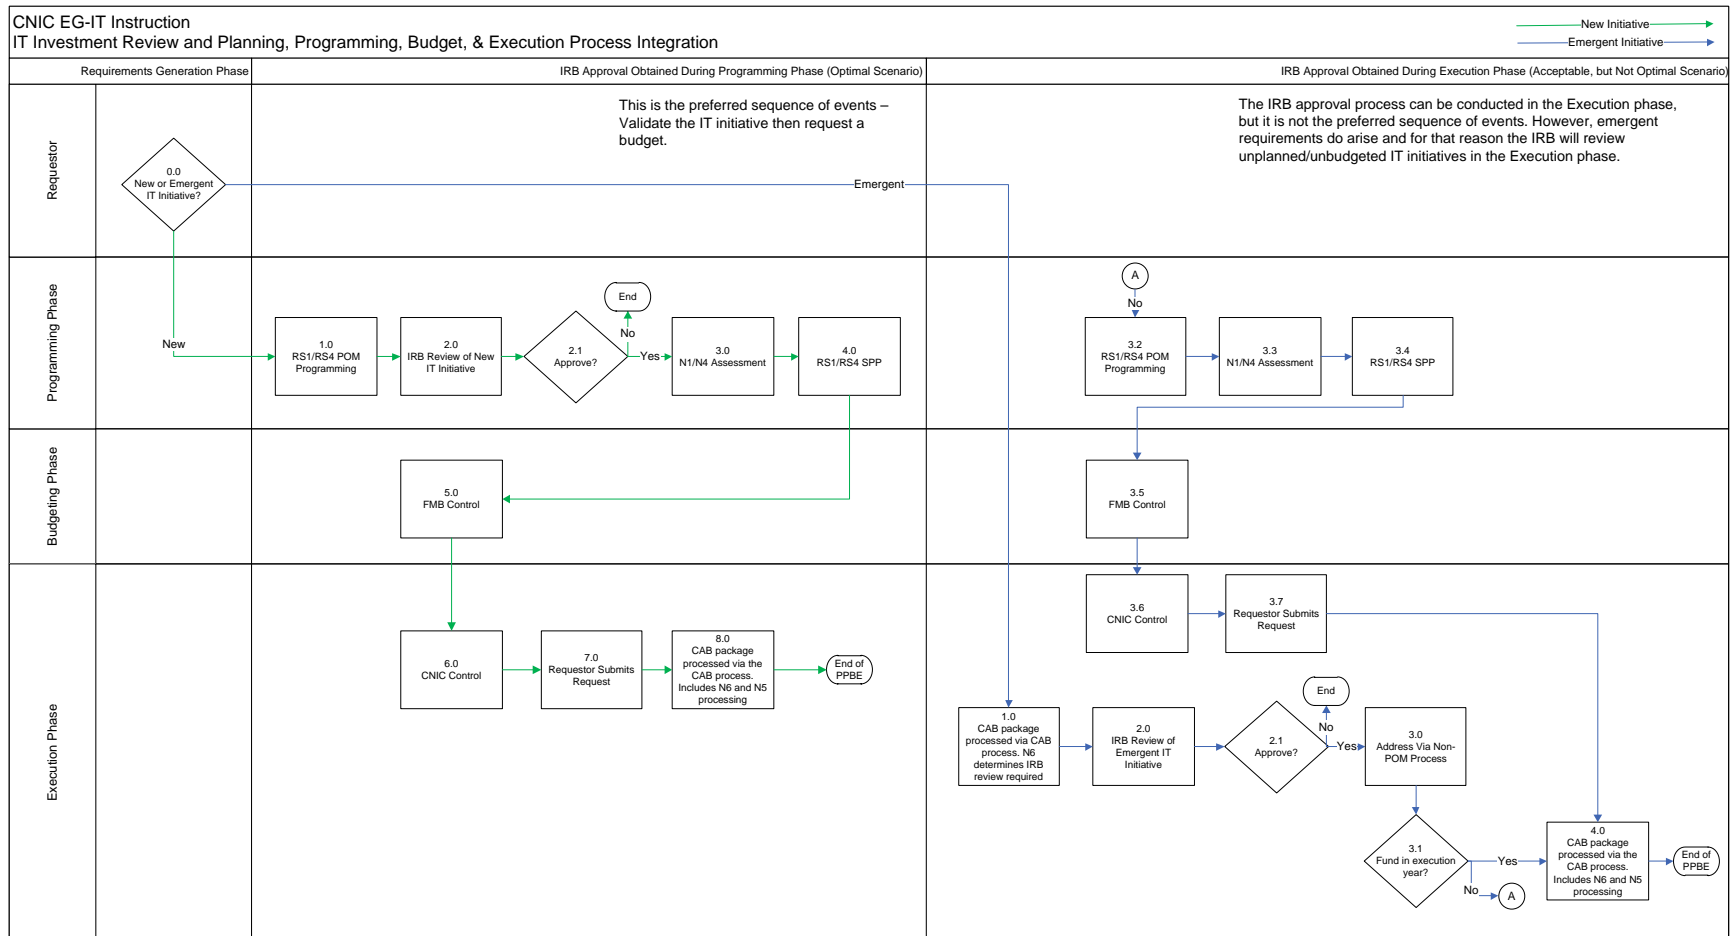 CNIC EG-IT Instruction
IT Investment Review and Planning, Programming, Budget, & Execution Process Integration
New Initiative
Emergent Initiative
Requirements Generation Phase
IRB Approval Obtained During Programming Phase (Optimal Scenario)
IRB Approval Obtained During Execution Phase (Acceptable, but Not Optimal Scenario)
Requestor
0.0
New or Emergent
IT Initiative?
This is the preferred sequence of events –
Validate the IT initiative then request a
budget.
Emergent
The IRB approval process can be conducted in the Execution phase,
but it is not the preferred sequence of events. However, emergent
requirements do arise and for that reason the IRB will review
unplanned/unbudgeted IT initiatives in the Execution phase.
Programming Phase
New
1.0
RS1/RS4 POM
Programming
2.0
IRB Review of New
IT Initiative
2.1
Approve?
No
End
Yes
3.0
N1/N4 Assessment
4.0
RS1/RS4 SPP
A
No
3.2
RS1/RS4 POM
Programming
3.3
N1/N4 Assessment
3.4
RS1/RS4 SPP
Budgeting Phase
5.0
FMB Control
3.5
FMB Control
Execution Phase
6.0
CNIC Control
7.0
Requestor Submits
Request
8.0
CAB package
processed via the
CAB process.
Includes N6 and N5
processing
End of
PPBE
3.6
CNIC Control
3.7
Requestor Submits
Request
1.0
CAB package
processed via CAB
process. N6
determines IRB
review required
2.0
IRB Review of
Emergent IT
Initiative
2.1
Approve?
No
End
Yes
3.0
Address Via Non-
POM Process
3.1
Fund in execution
year?
Yes
No
A
4.0
CAB package
processed via the
CAB process.
Includes N6 and N5
processing
End of
PPBE